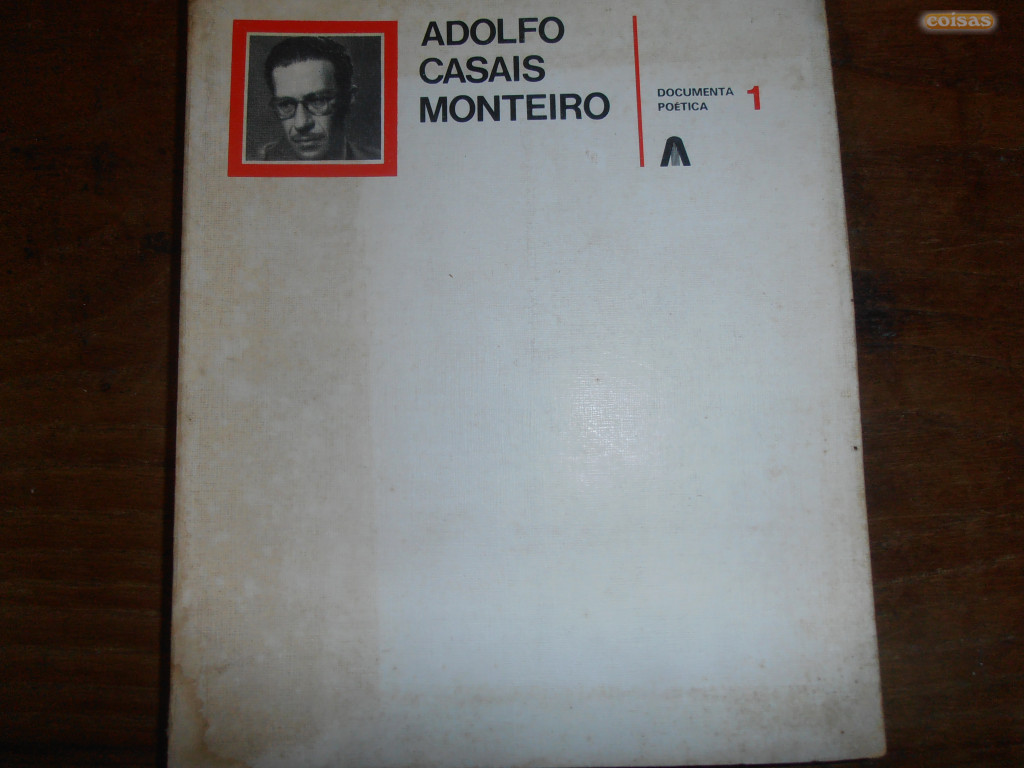 ADOLFO
CASAIS
MONTEIRO
DOCUMENTA
POÉTICA
1
coisas